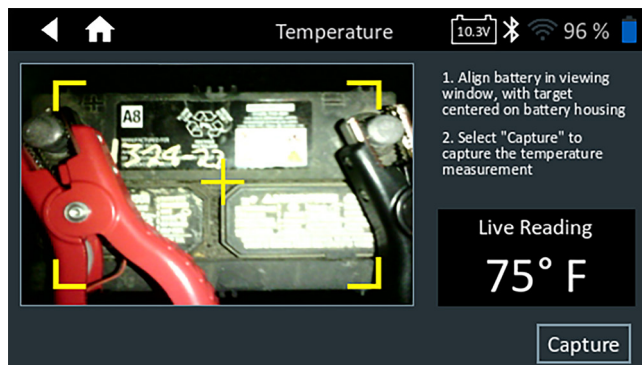 Temperature
10.3V
96 %
1. Align battery in viewing
window, with target
centered on battery housing
2. Select "Capture" to
capture the temperature
measurement
A8
Live Reading
75° F
Capture